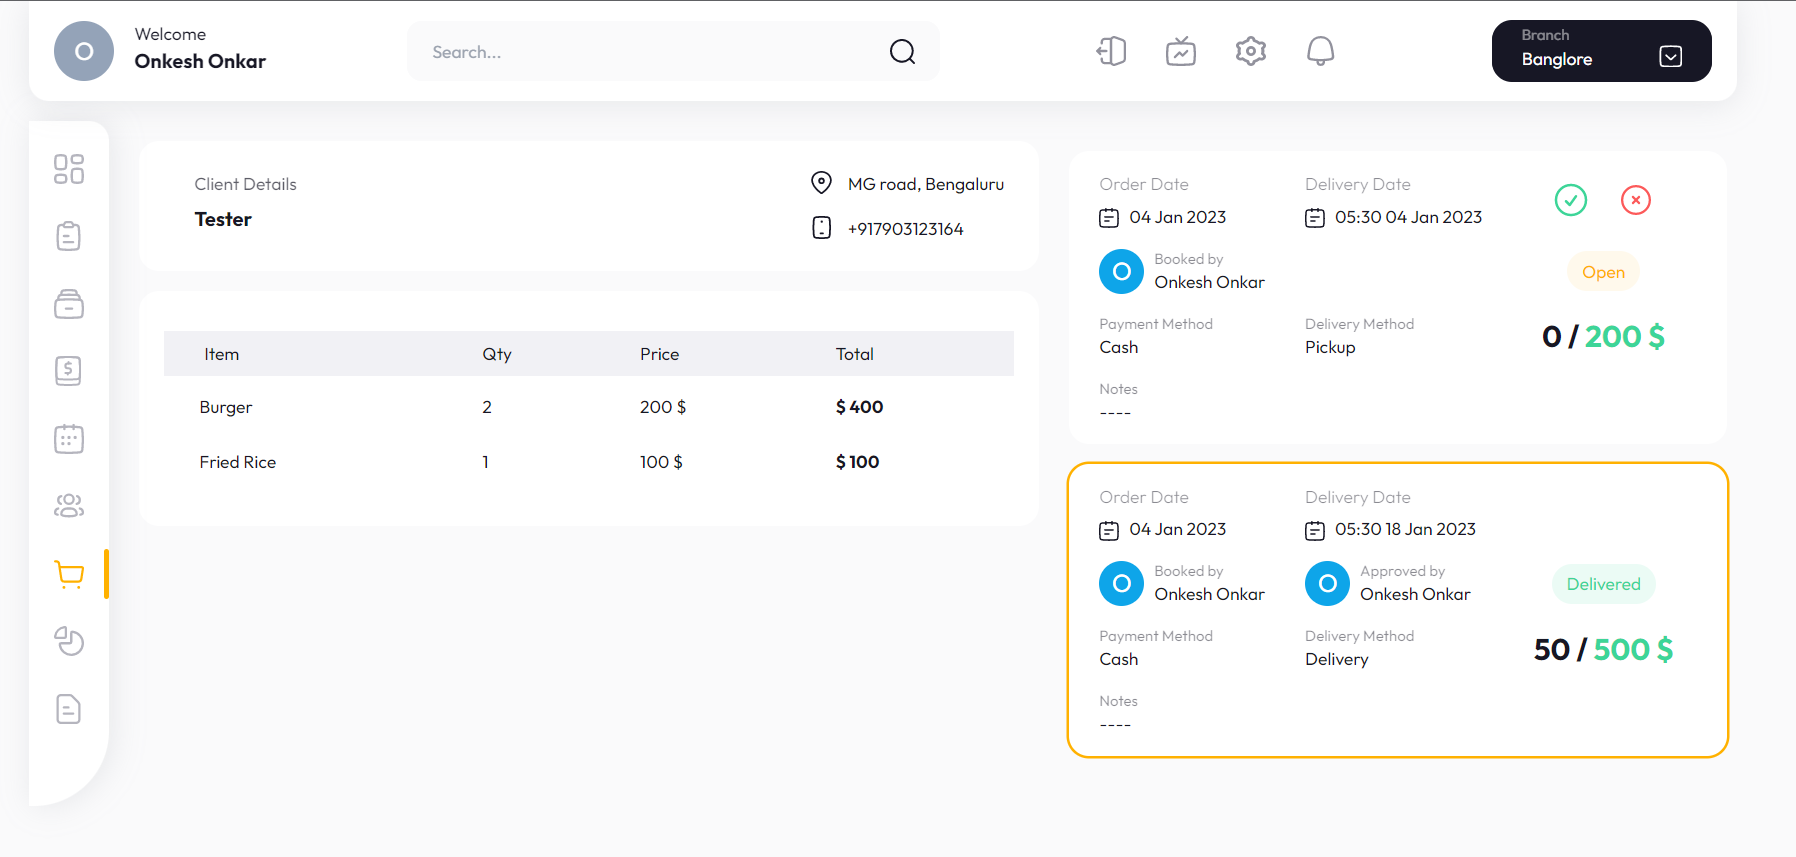 O
Welcome
Onkesh Onkar
Search...
Branch
Banglore
Client Details
Tester
MG road, Bengaluru
+917903123164
Item Qty Price Total
Burger 2 200 $ $ 400
Fried Rice 1 100 $ $ 100
Order Date Delivery Date
04 Jan 2023 05:30 04 Jan 2023
O Booked by
Onkesh Onkar
Open
Payment Method Delivery Method
Cash Pickup
0 / 200 $
Notes
----
Order Date Delivery Date
04 Jan 2023 05:30 18 Jan 2023
O Booked by O Approved by
Onkesh Onkar Onkesh Onkar
Delivered
Payment Method Delivery Method
Cash Delivery
50 / 500 $
Notes
----